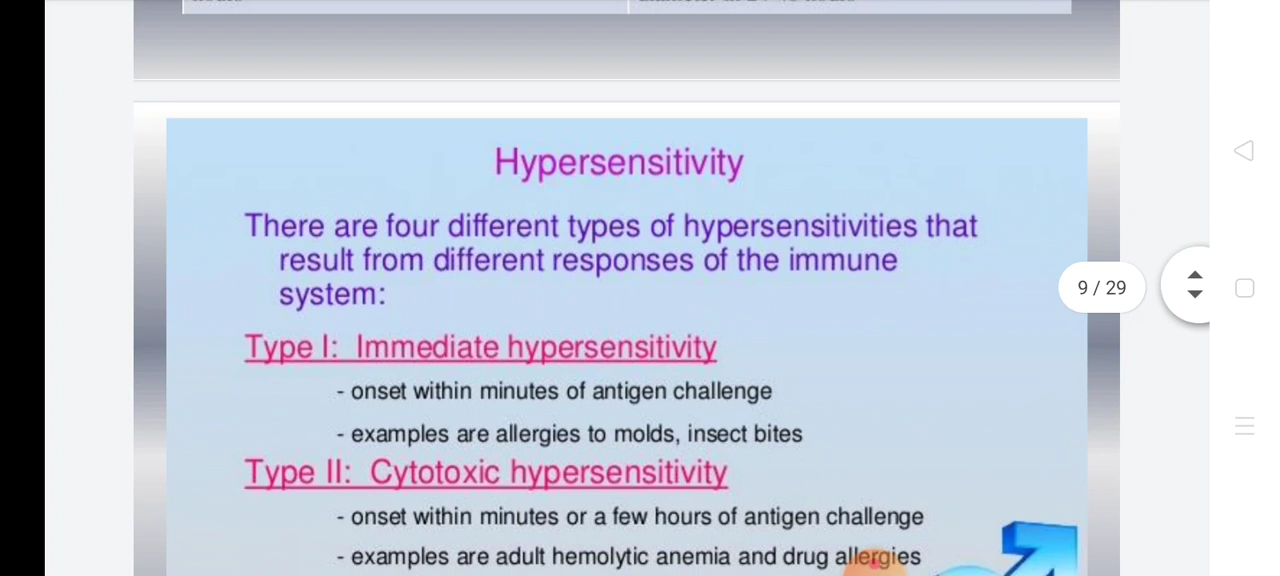 Hypersensitivity
There are four different types of hypersensitivities that
result from different responses of the immune
system:
Type I: Immediate hypersensitivity
- onset within minutes of antigen challenge
- examples are allergies to molds, insect bites
Type II: Cytotoxic hypersensitivity
- onset within minutes or a few hours of antigen challenge
- examples are adult hemolytic anemia and drug allergies
9 / 29